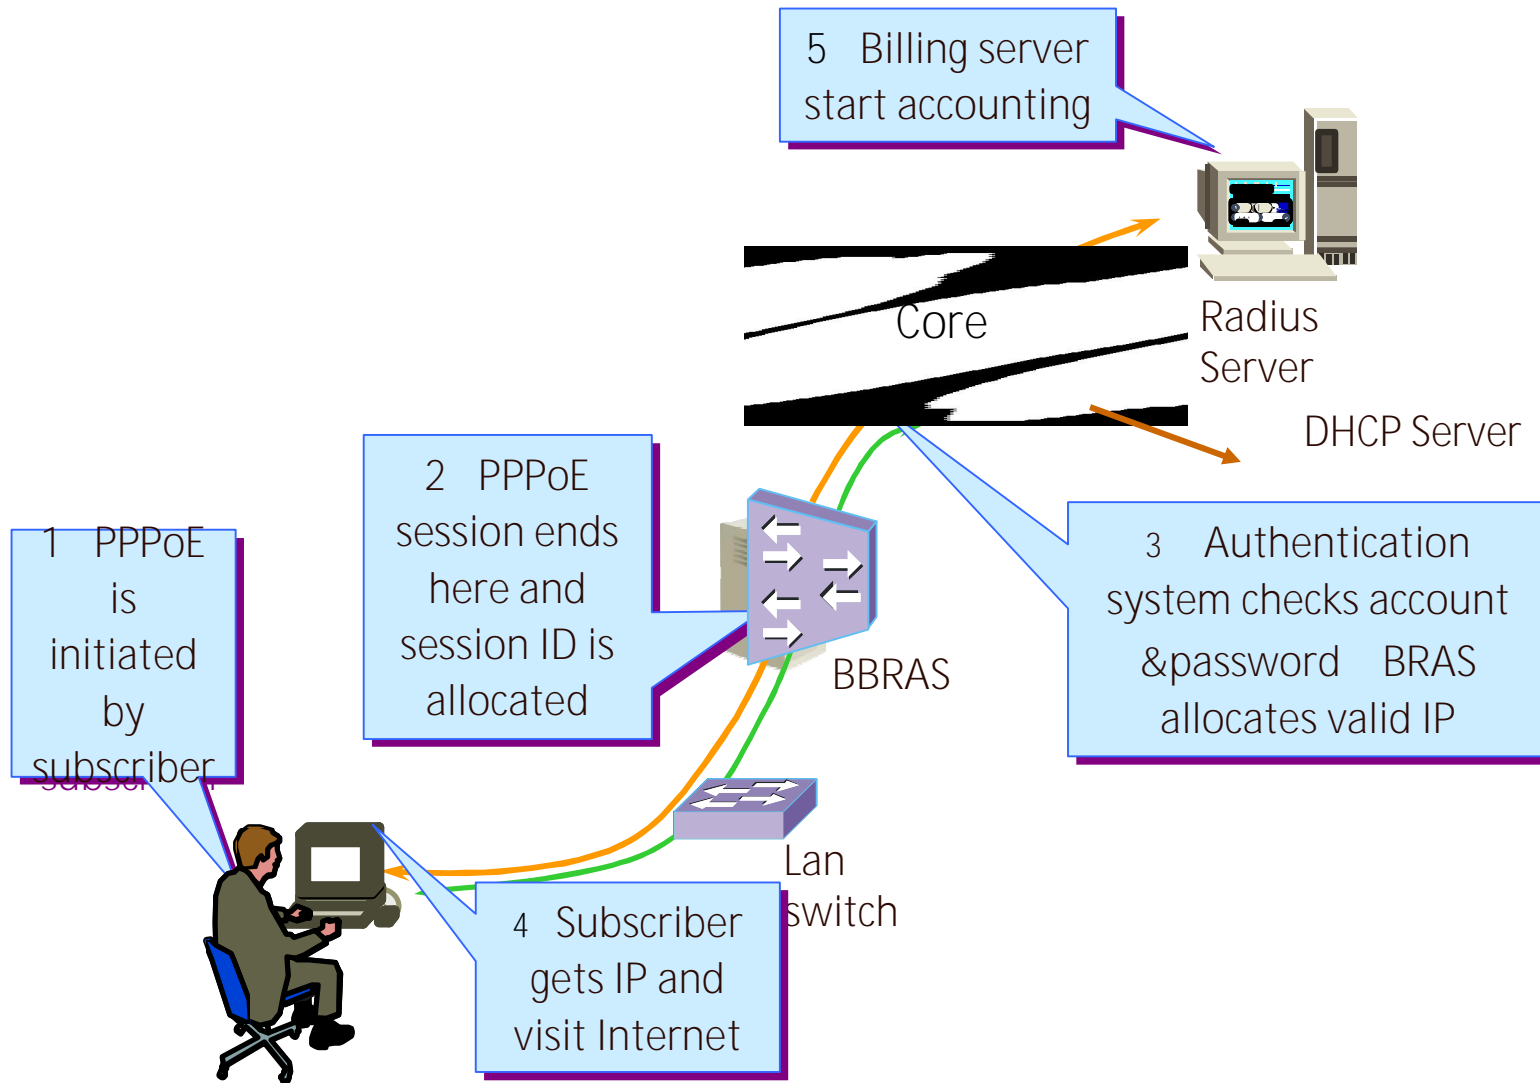 5 Billing server
start accounting
Core
Radius
Server
DHCP Server
2 PPPoE
session ends
here and
session ID is
allocated
1 PPPoE
is
initiated
by
subscriber
3 Authentication
system checks account
&password BRAS
allocates valid IP
BBRAS
Lan
switch
4 Subscriber
gets IP and
visit Internet